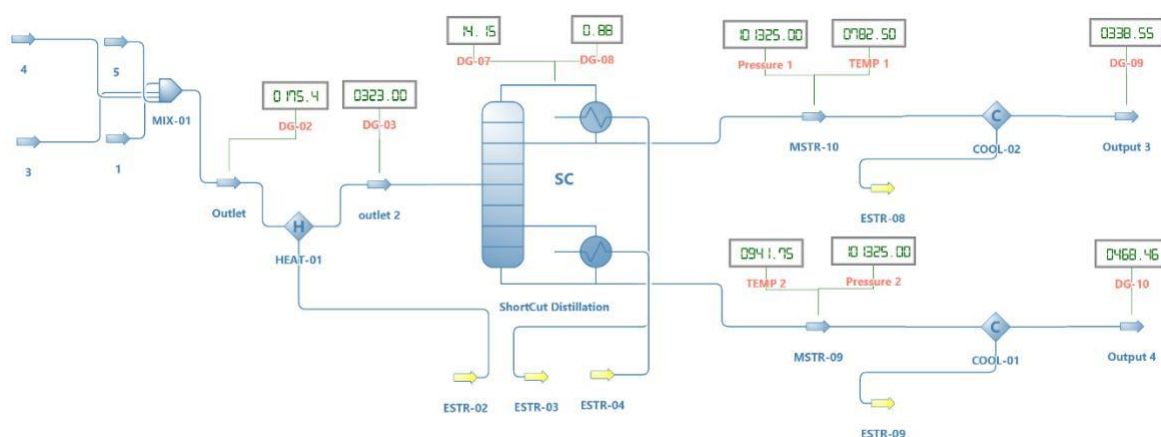 14.15
0.88
101325.00
0782.50
0338.55
DG-07
DG-08
Pressure 1
TEMP 1
DG-09
4
5
MIX-01
0175.4
0323.00
DG-02
DG-03
3
1
MSTR-10
COOL-02
Output 3
SC
Outlet
outlet 2
ESTR-08
H
C
HEAT-01
0941.75
101325.00
0468.46
TEMP 2
Pressure 2
DG-10
ShortCut Distillation
C
MSTR-09
COOL-01
Output 4
ESTR-02
ESTR-03
ESTR-04
ESTR-09